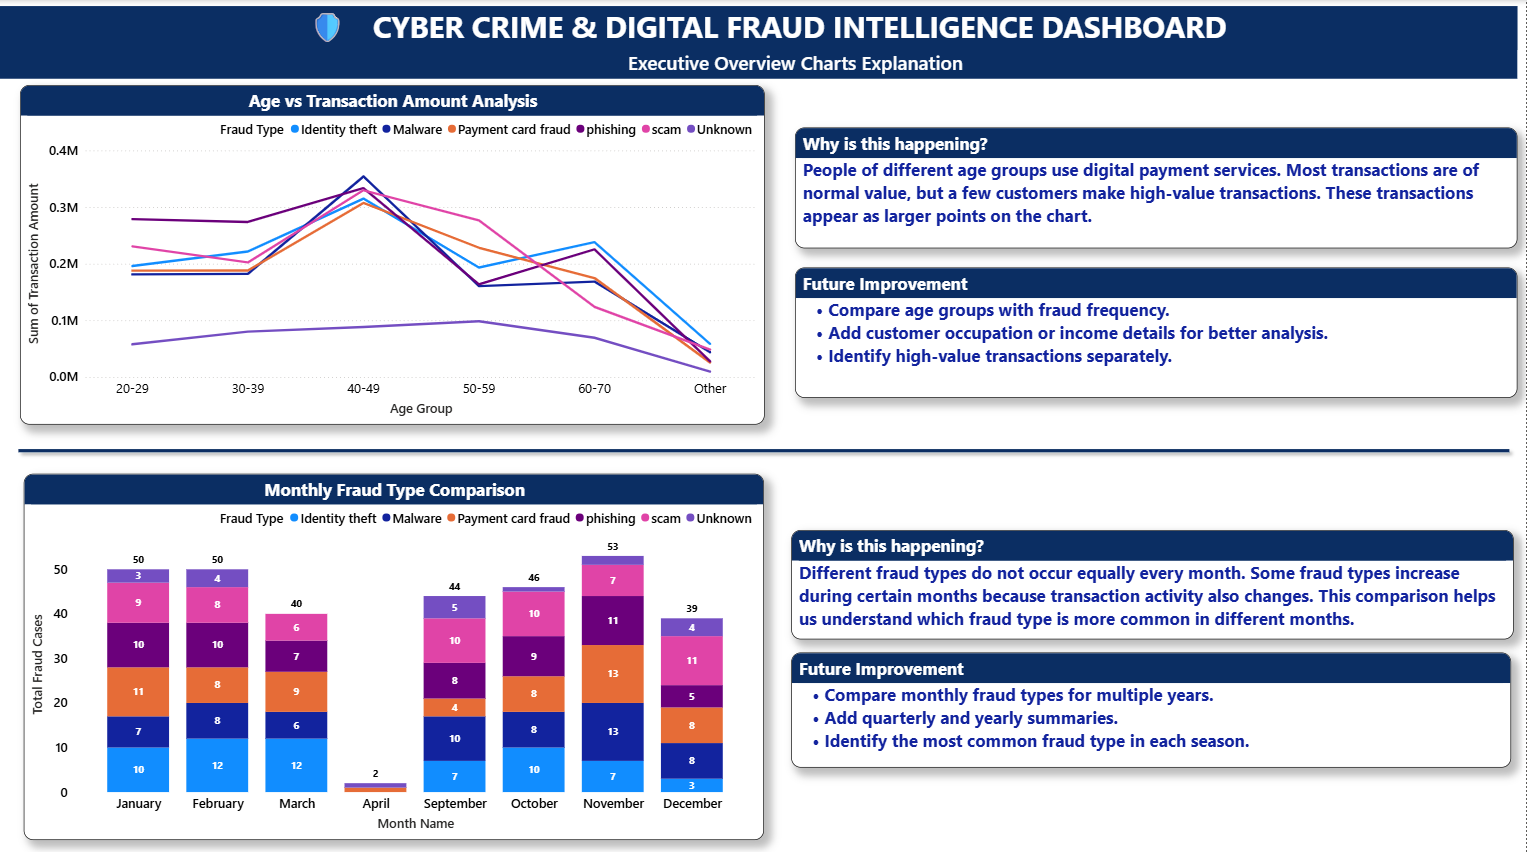 CYBER CRIME & DIGITAL FRAUD INTELLIGENCE DASHBOARD
Executive Overview Charts Explanation
Age vs Transaction Amount Analysis
Fraud Type Identity theft Malware Payment card fraud phishing scam Unknown
Sum of Transaction Amount
0.4M
0.3M
0.2M
0.1M
0.0M
20-29 30-39 40-49 50-59 60-70 Other
Age Group
Why is this happening?
People of different age groups use digital payment services. Most transactions are of
normal value, but a few customers make high-value transactions. These transactions
appear as larger points on the chart.
Future Improvement
• Compare age groups with fraud frequency.
• Add customer occupation or income details for better analysis.
• Identify high-value transactions separately.
Monthly Fraud Type Comparison
Fraud Type Identity theft Malware Payment card fraud phishing scam Unknown
Total Fraud Cases
50
40
30
20
10
0
50 3 9 10 11 7 10
50 4 8 10 8 8 12
40 6 7 9 6 12
2
44 5 10 8 4 10 7
46 10 9 8 8 10
53 7 11 13 13 7
39 4 11 5 8 8 3
January February March April September October November December
Month Name
Why is this happening?
Different fraud types do not occur equally every month. Some fraud types increase
during certain months because transaction activity also changes. This comparison helps
us understand which fraud type is more common in different months.
Future Improvement
• Compare monthly fraud types for multiple years.
• Add quarterly and yearly summaries.
• Identify the most common fraud type in each season.